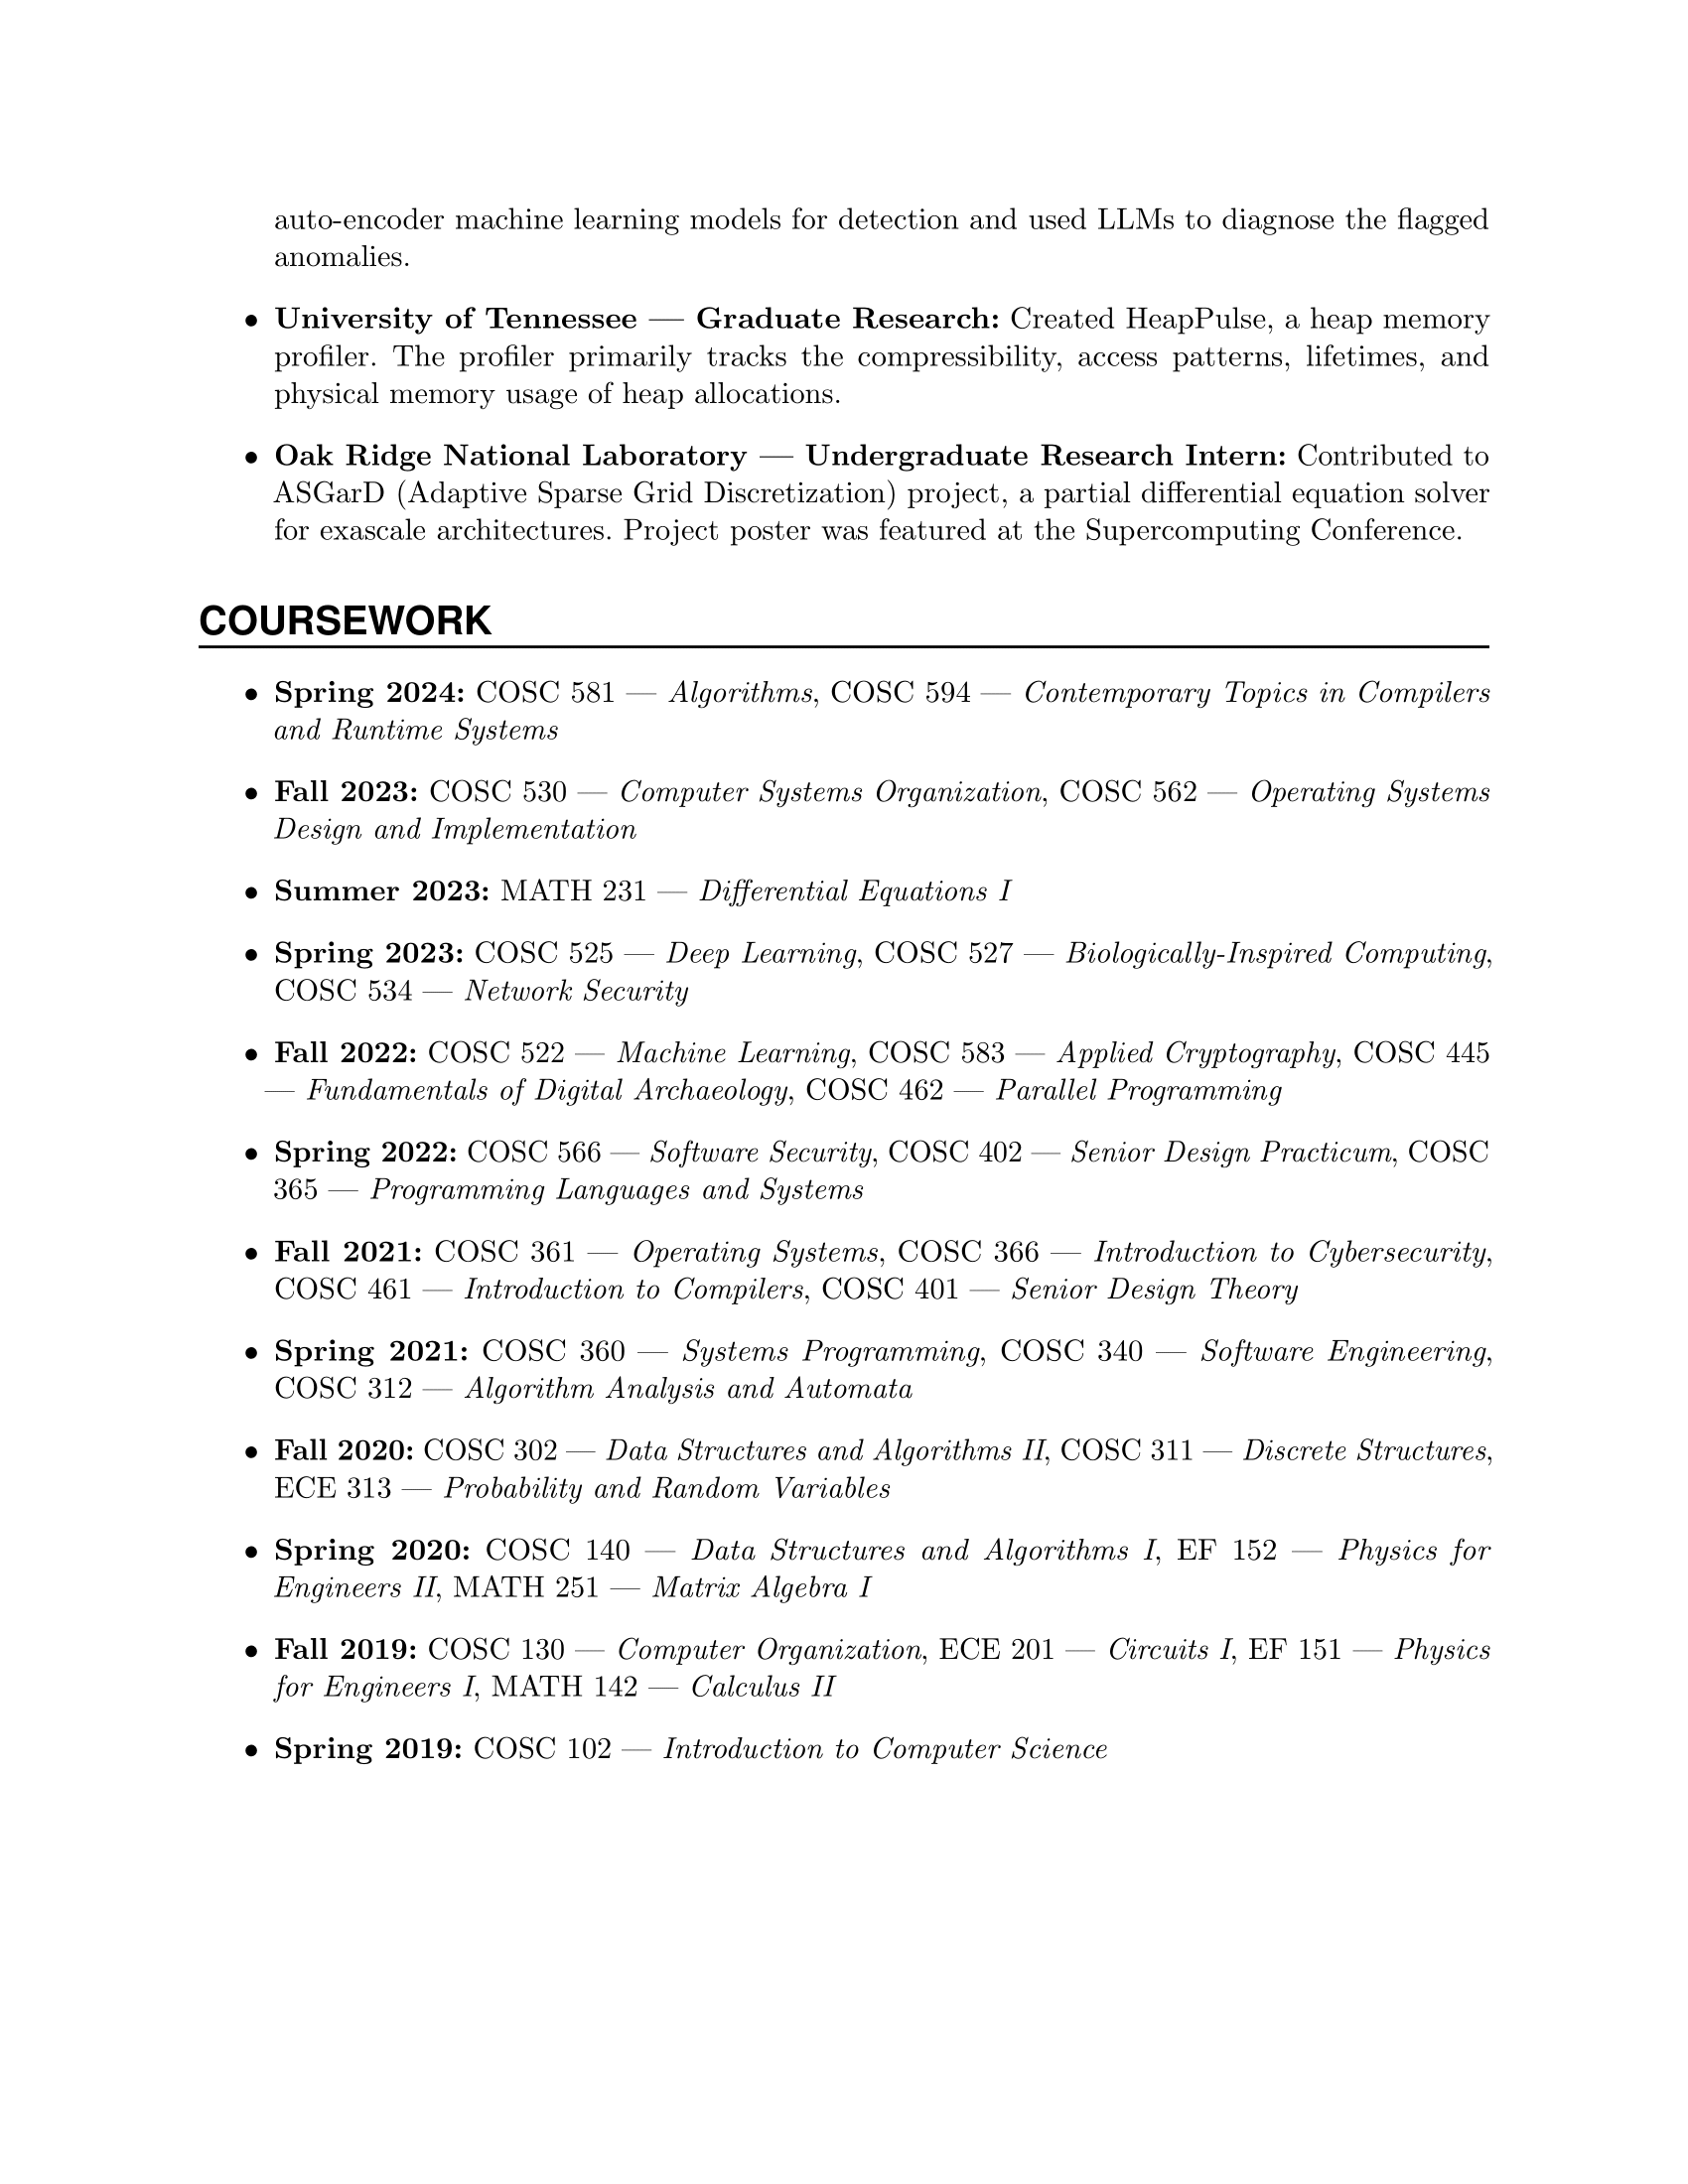 auto-encoder machine learning models for detection and used LLMs to diagnose the flagged
anomalies.
• University of Tennessee — Graduate Research: Created HeapPulse, a heap memory
profiler. The profiler primarily tracks the compressibility, access patterns, lifetimes, and
physical memory usage of heap allocations.
• Oak Ridge National Laboratory — Undergraduate Research Intern: Contributed to
ASGarD (Adaptive Sparse Grid Discretization) project, a partial differential equation solver
for exascale architectures. Project poster was featured at the Supercomputing Conference.
COURSEWORK
• Spring 2024: COSC 581 — Algorithms, COSC 594 — Contemporary Topics in Compilers
and Runtime Systems
• Fall 2023: COSC 530 — Computer Systems Organization, COSC 562 — Operating Systems
Design and Implementation
• Summer 2023: MATH 231 — Differential Equations I
• Spring 2023: COSC 525 — Deep Learning, COSC 527 — Biologically-Inspired Computing,
COSC 534 — Network Security
• Fall 2022: COSC 522 — Machine Learning, COSC 583 — Applied Cryptography, COSC 445
— Fundamentals of Digital Archaeology, COSC 462 — Parallel Programming
• Spring 2022: COSC 566 — Software Security, COSC 402 — Senior Design Practicum, COSC
365 — Programming Languages and Systems
• Fall 2021: COSC 361 — Operating Systems, COSC 366 — Introduction to Cybersecurity,
COSC 461 — Introduction to Compilers, COSC 401 — Senior Design Theory
• Spring 2021: COSC 360 — Systems Programming, COSC 340 — Software Engineering,
COSC 312 — Algorithm Analysis and Automata
• Fall 2020: COSC 302 — Data Structures and Algorithms II, COSC 311 — Discrete Structures,
ECE 313 — Probability and Random Variables
• Spring 2020: COSC 140 — Data Structures and Algorithms I, EF 152 — Physics for
Engineers II, MATH 251 — Matrix Algebra I
• Fall 2019: COSC 130 — Computer Organization, ECE 201 — Circuits I, EF 151 — Physics
for Engineers I, MATH 142 — Calculus II
• Spring 2019: COSC 102 — Introduction to Computer Science